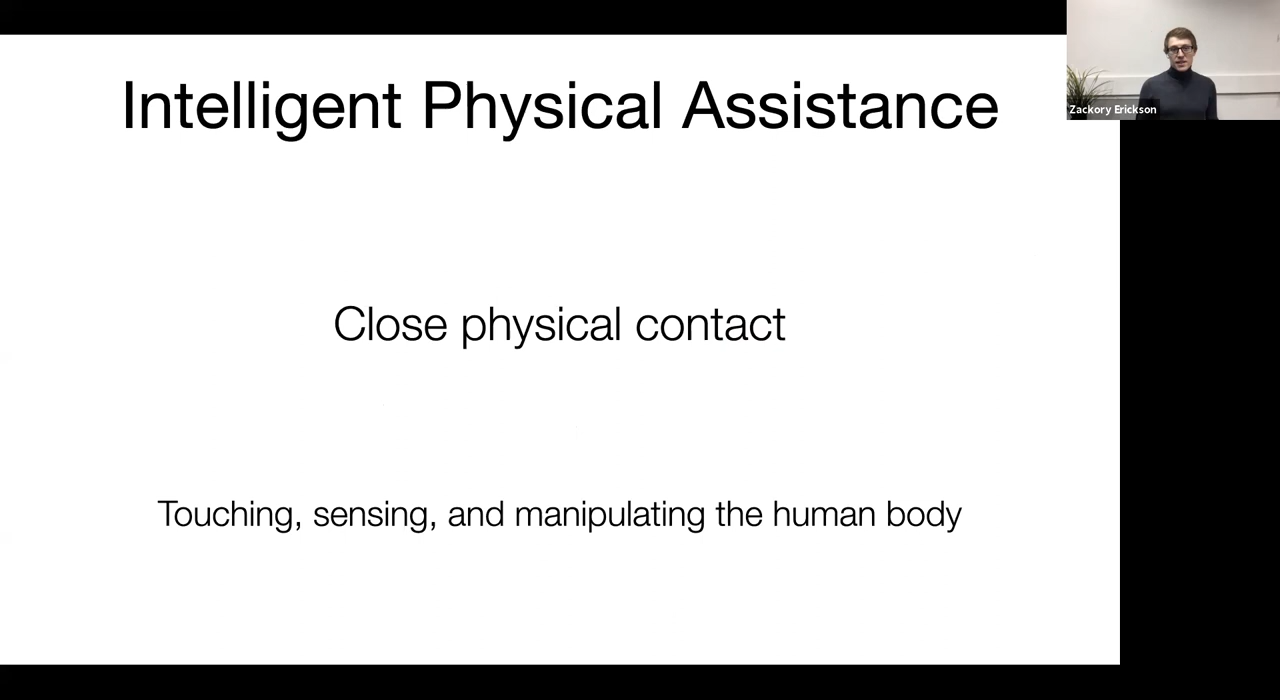 Intelligent Physical Assistance
Zackory Erickson
Close physical contact
Touching, sensing, and manipulating the human body